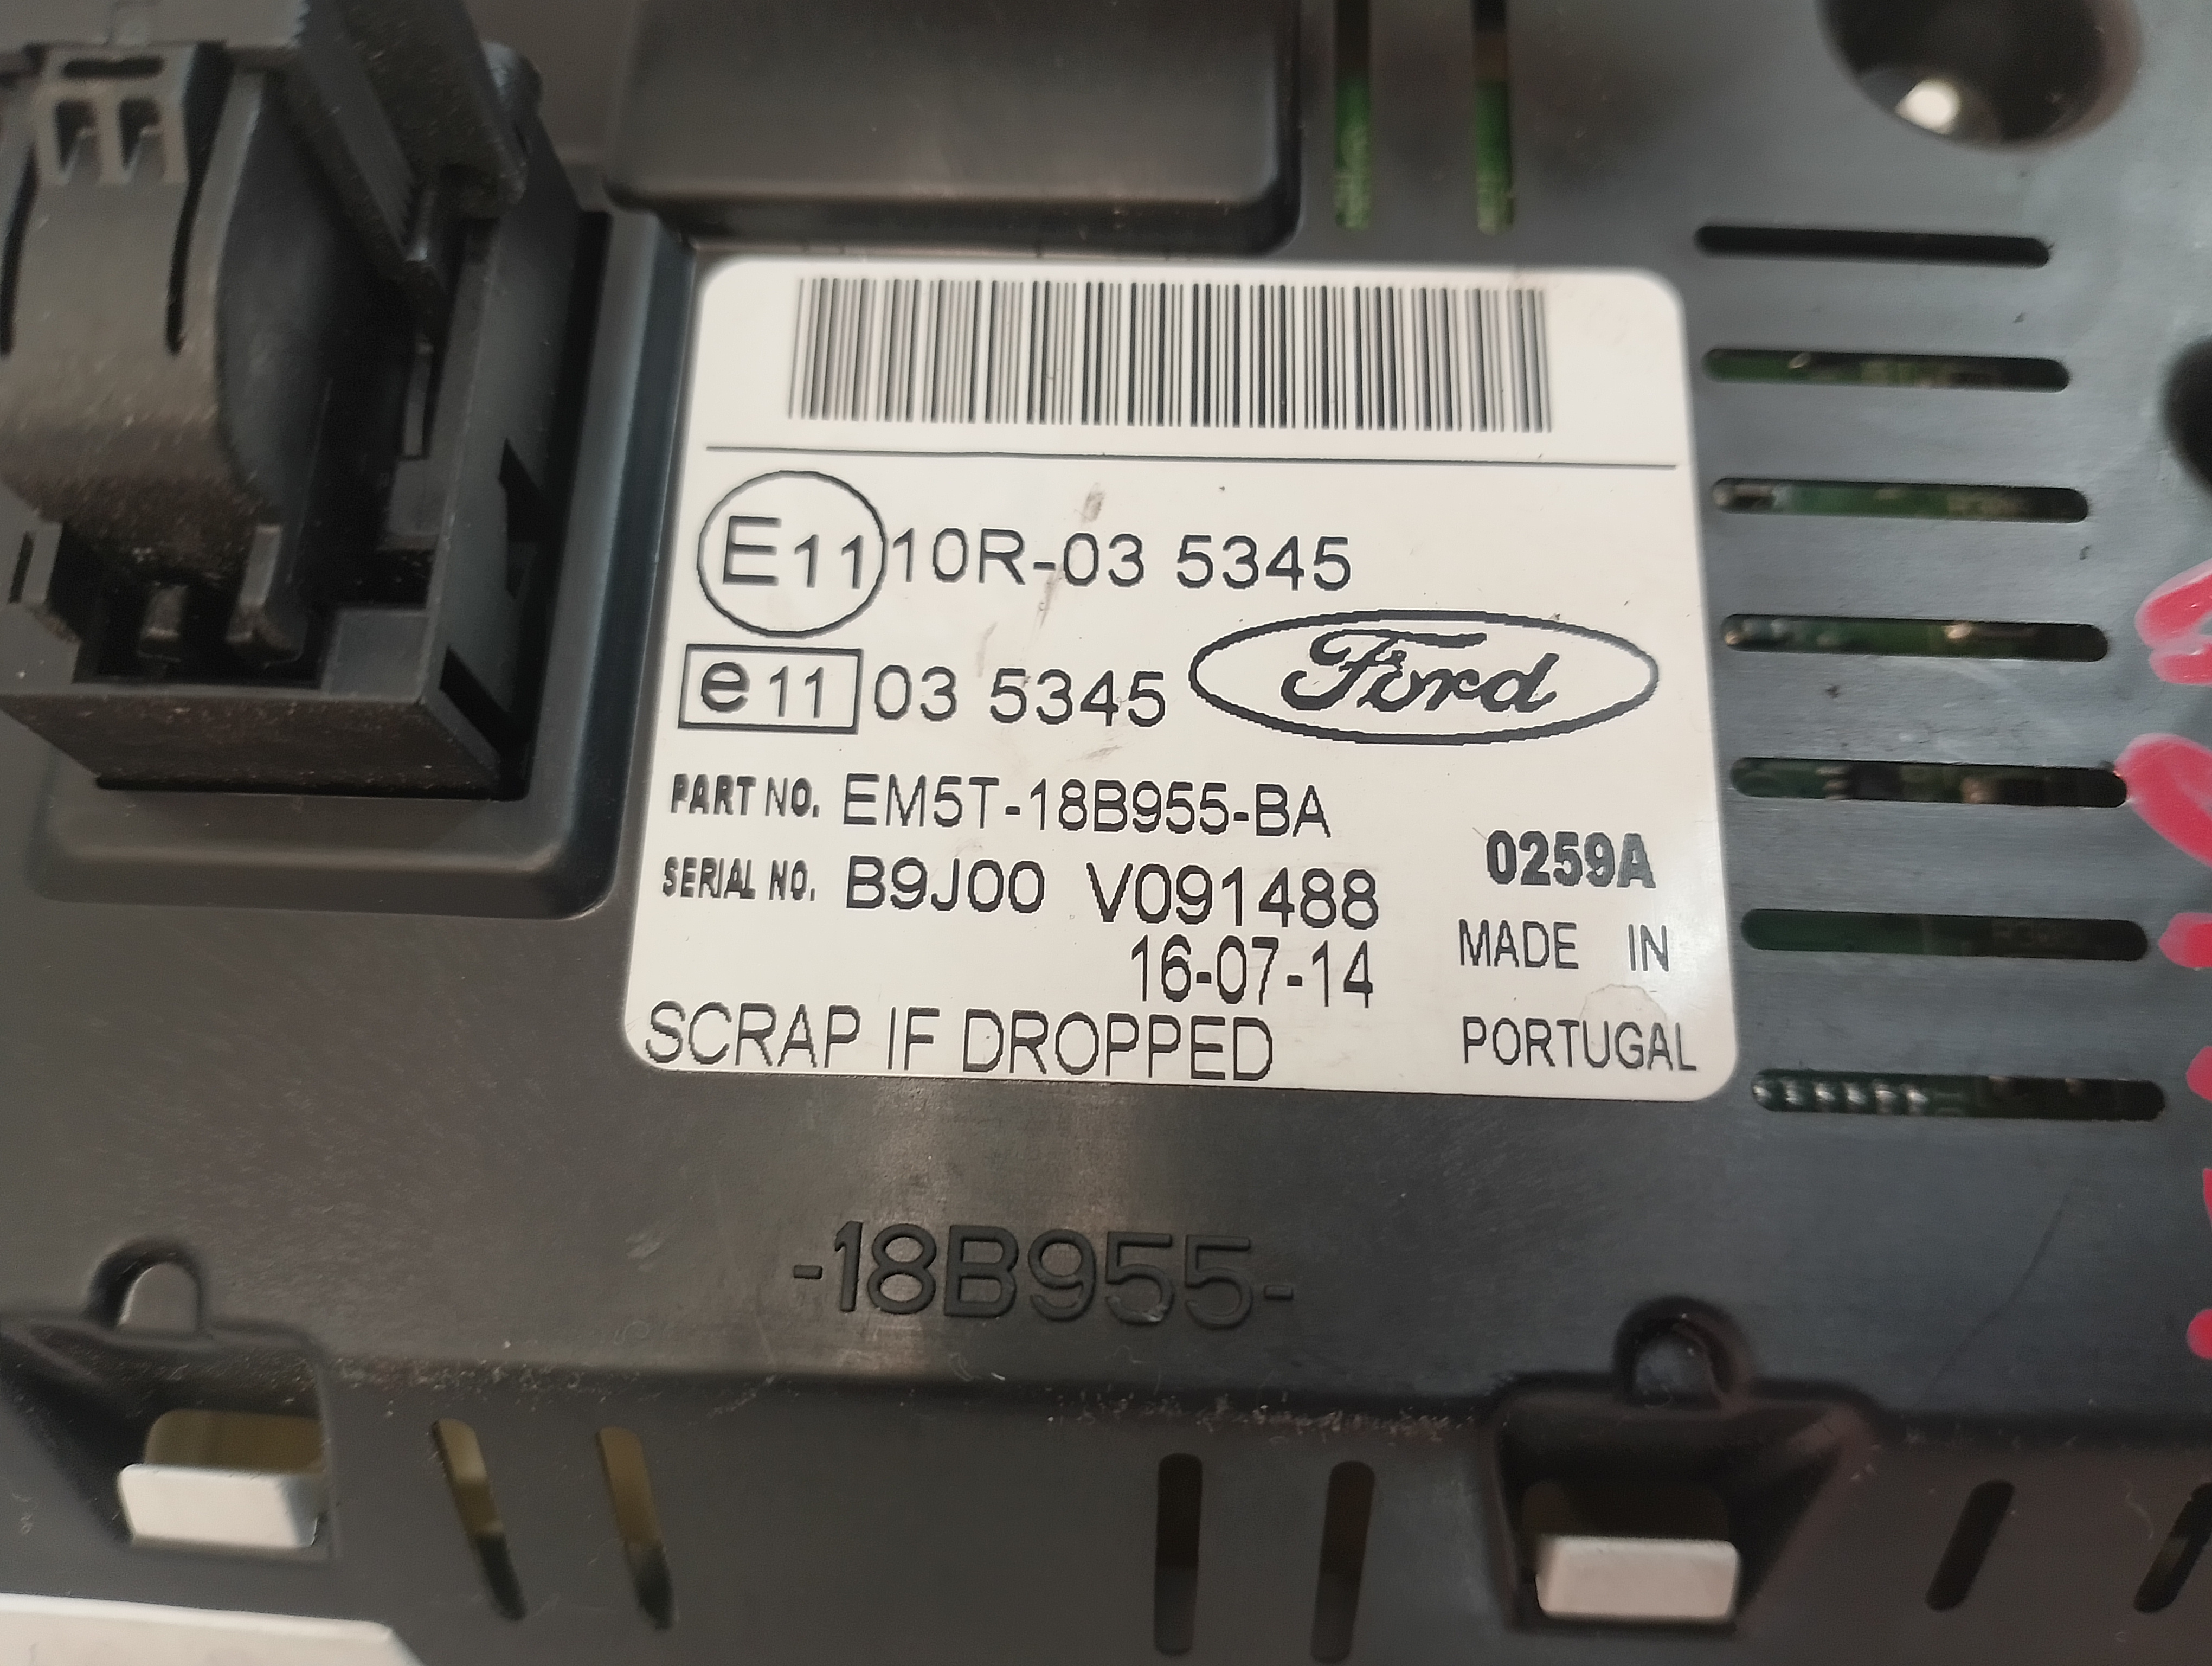 E11 10R-03 5345
e11 03 5345 Ford
PART NO. EM5T-18B955-BA
0259A
SERIAL NO. B9J00 V091488
MADE IN
16-07-14
SCRAP IF DROPPED
PORTUGAL
-18B955-